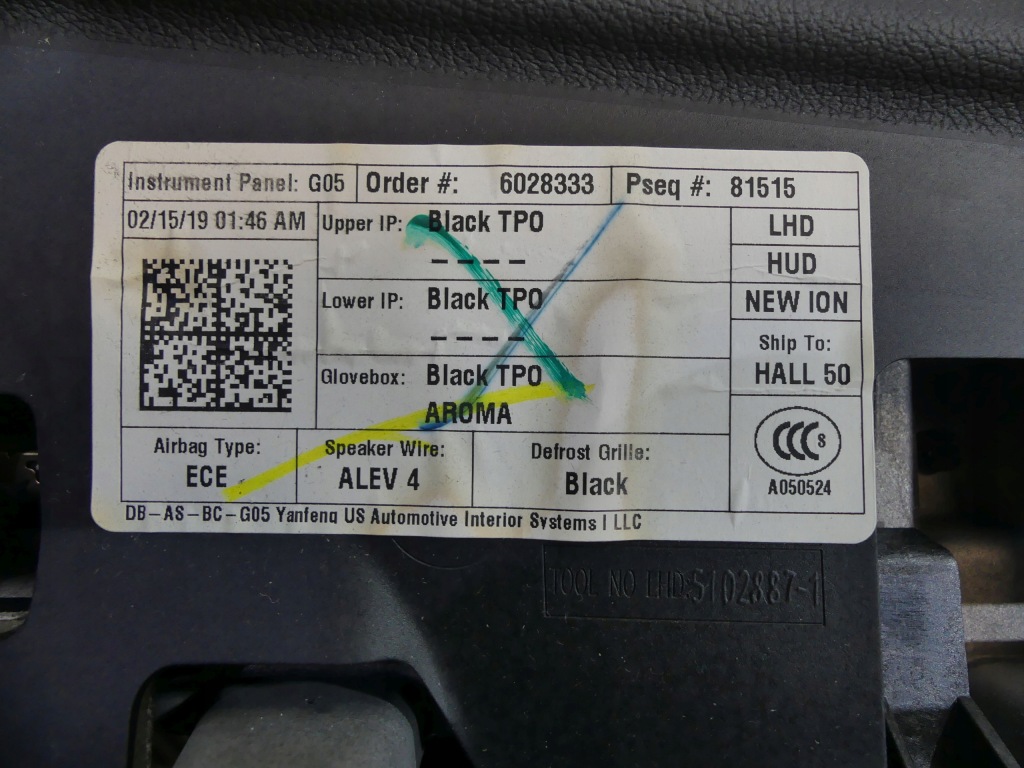 Instrument Panel: G05 Order #: 6028333 Pseq #: 81515
02/15/19 01:46 AM Upper IP: Black TPO LHD
---- HUD
Lower IP: Black TPO NEW ION
---- Ship To:
Glovebox: Black TPO HALL 50
AROMA
CCC S
Airbag Type: Speaker Wire: Defrost Grille:
ECE ALEV 4 Black A050524
DB-AS-BC-G05 Yanfeng US Automotive Interior Systems I LLC
TOOL NO LHD:5102887-1